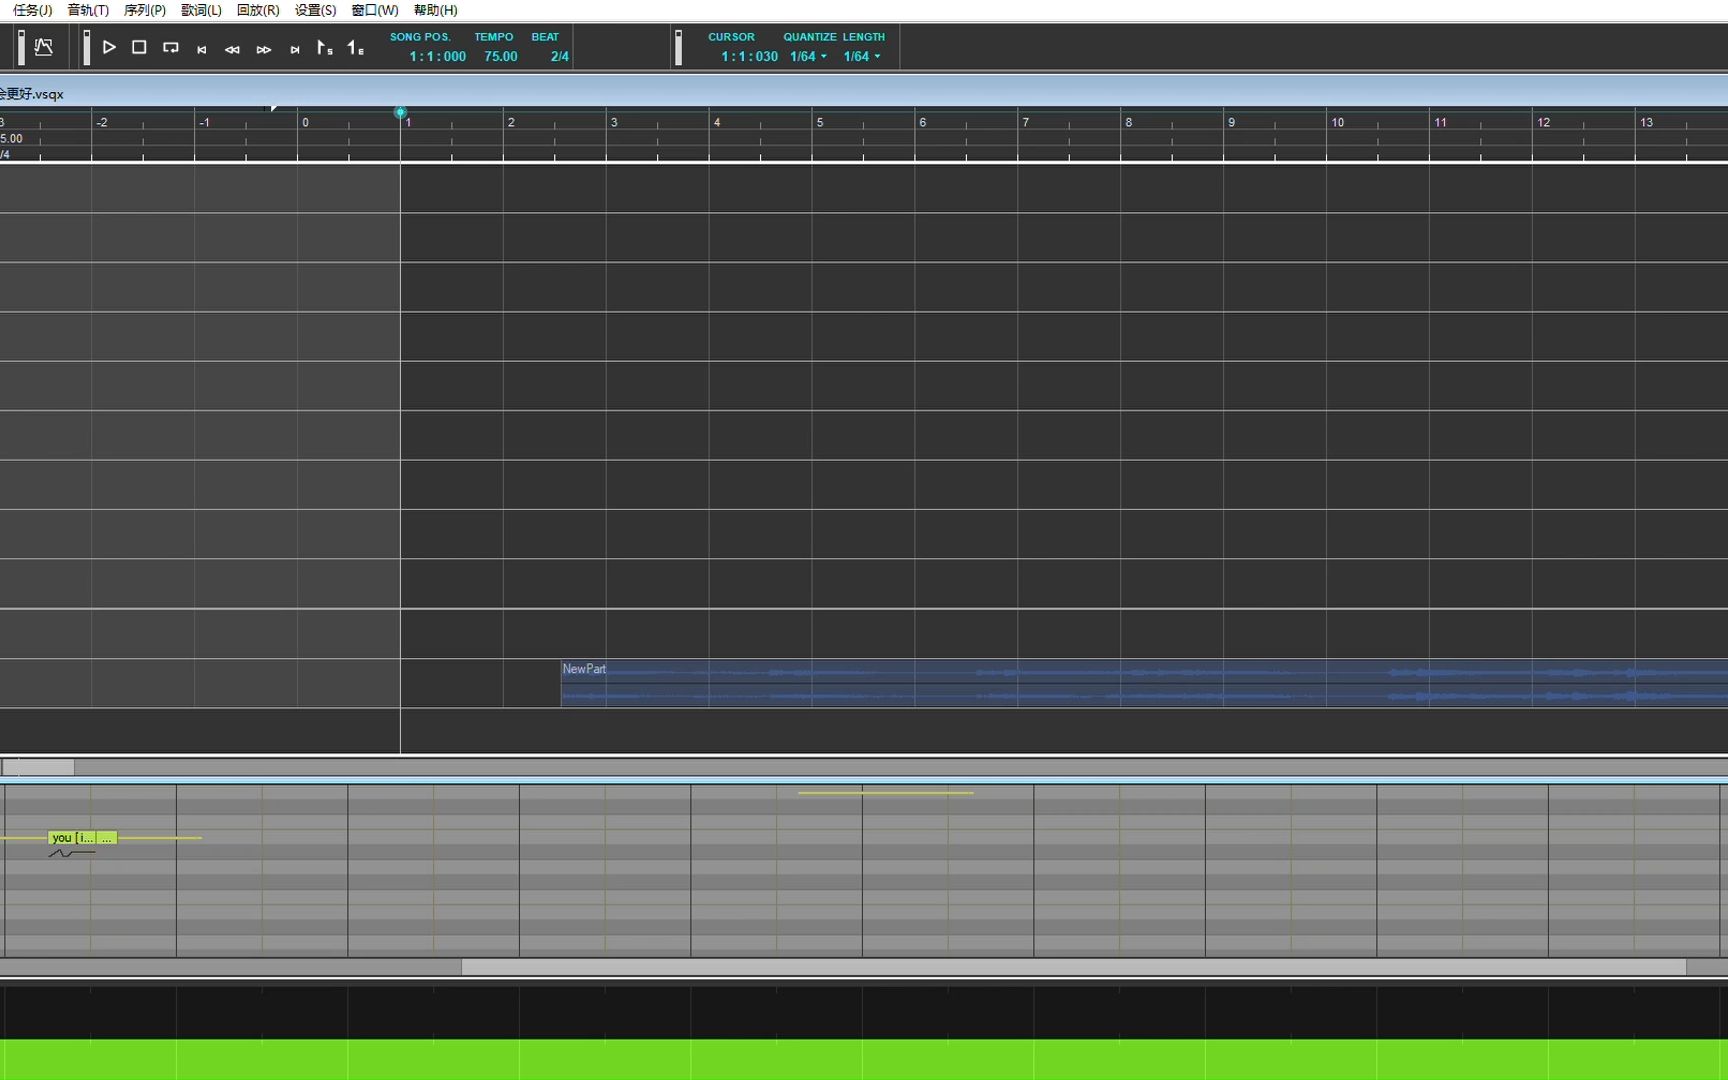 任务(J) 音轨(T) 序列(P) 歌词(L) 回放(R) 设置(S) 窗口(W) 帮助(H)
SONG POS. TEMPO BEAT CURSOR QUANTIZE LENGTH
1:1:000 75.00 2/4 1:1:030 1/64 1/64
会更好.vsqx
3 -2 -1 0 1 2 3 4 5 6 7 8 9 10 11 12 13
5.00
/4
NewPart
you [i... ...